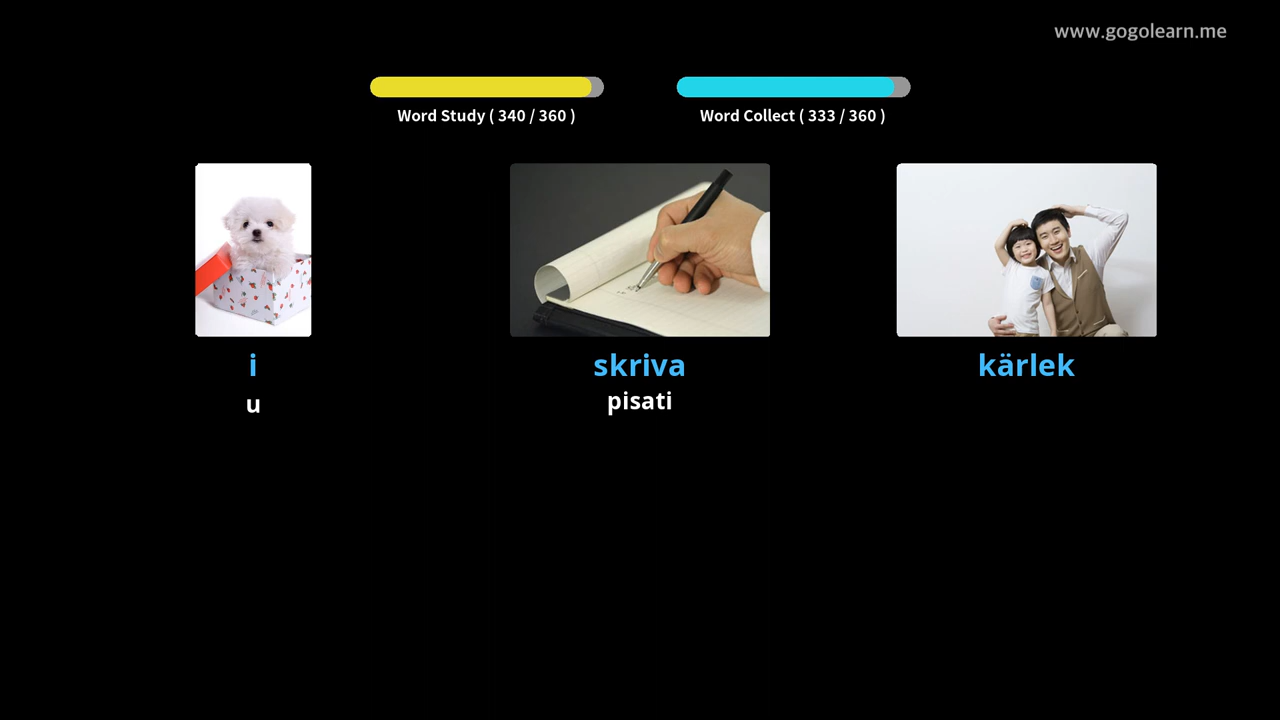 www.gogolearn.me
Word Study ( 340 / 360 )
Word Collect ( 333 / 360 )
i
u
skriva
pisati
kärlek